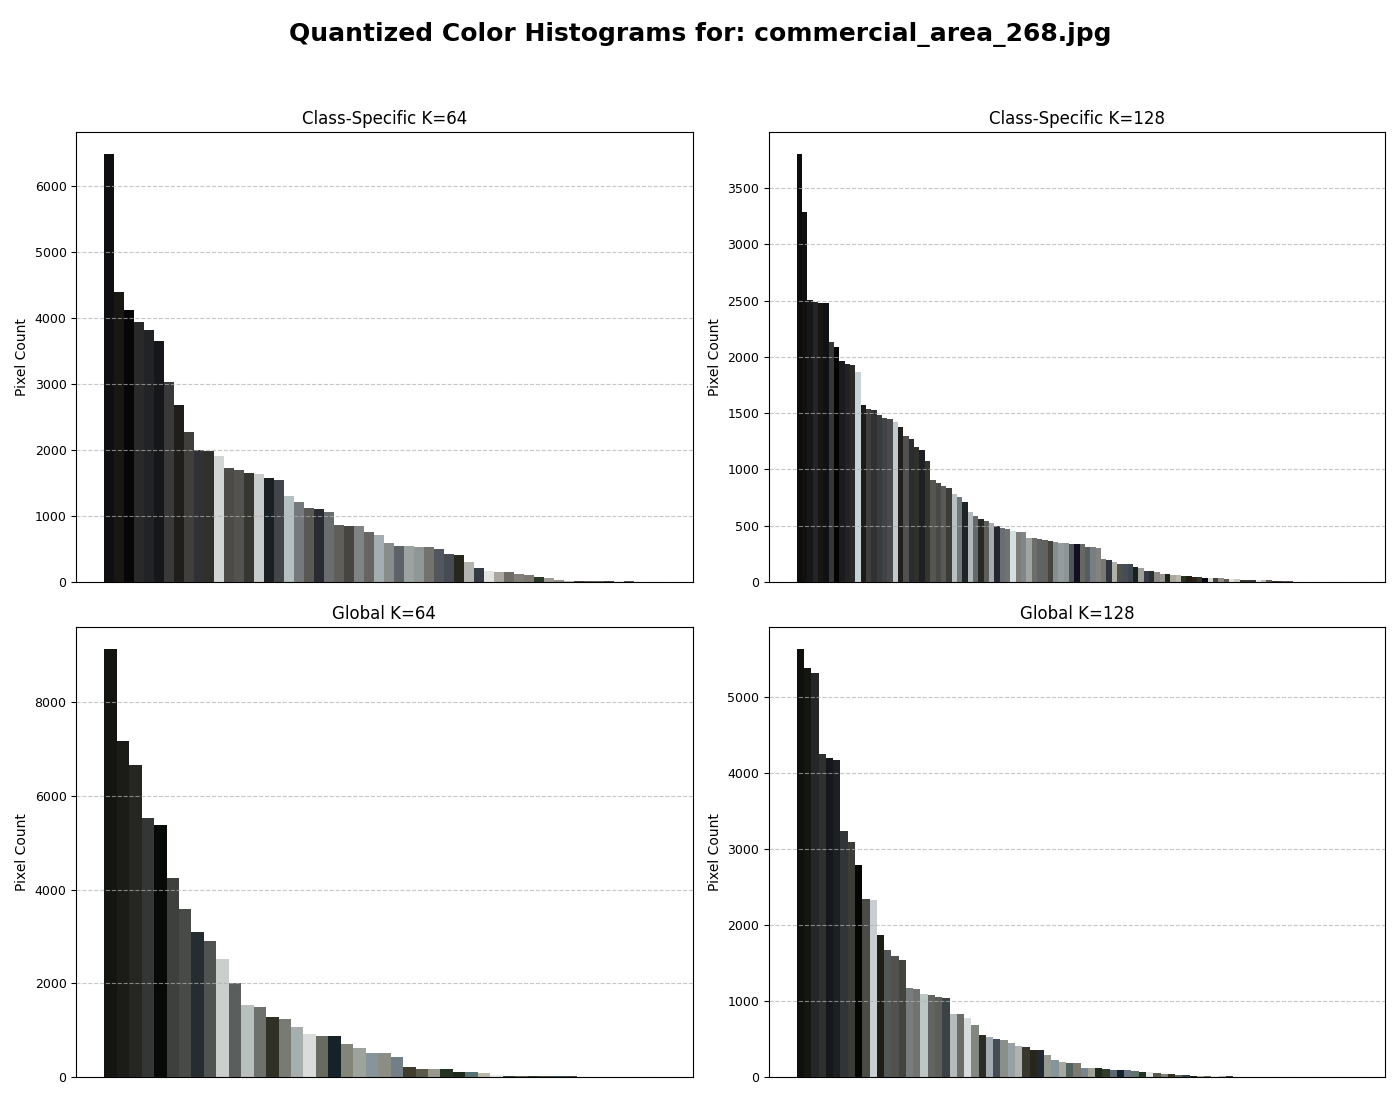 Quantized Color Histograms for: commercial_area_268.jpg
Class-Specific K=64
Pixel Count
6000
5000
4000
3000
2000
1000
0
Class-Specific K=128
Pixel Count
3500
3000
2500
2000
1500
1000
500
0
Global K=64
Pixel Count
8000
6000
4000
2000
0
Global K=128
Pixel Count
5000
4000
3000
2000
1000
0